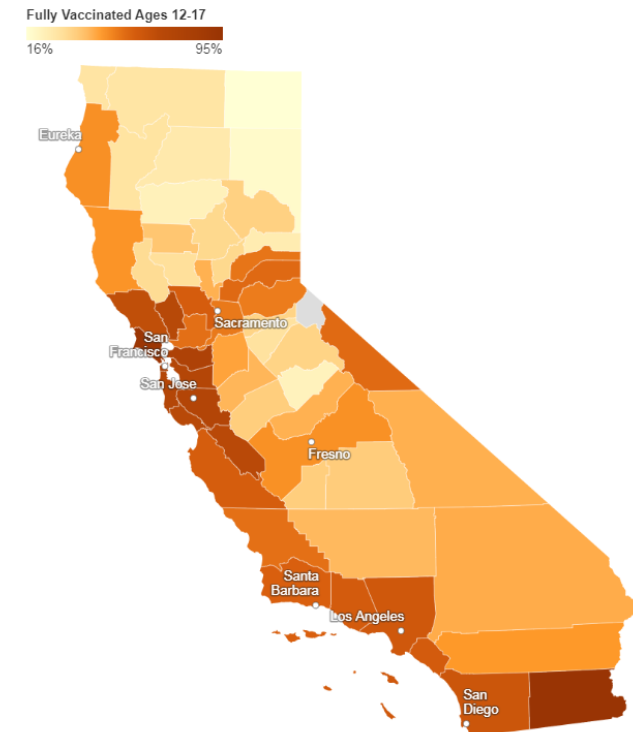 Fully Vaccinated Ages 12-17
16% 95%
Eureka
Sacramento
San
Francisco
San Jose
Fresno
Santa
Barbara
Los Angeles
San
Diego